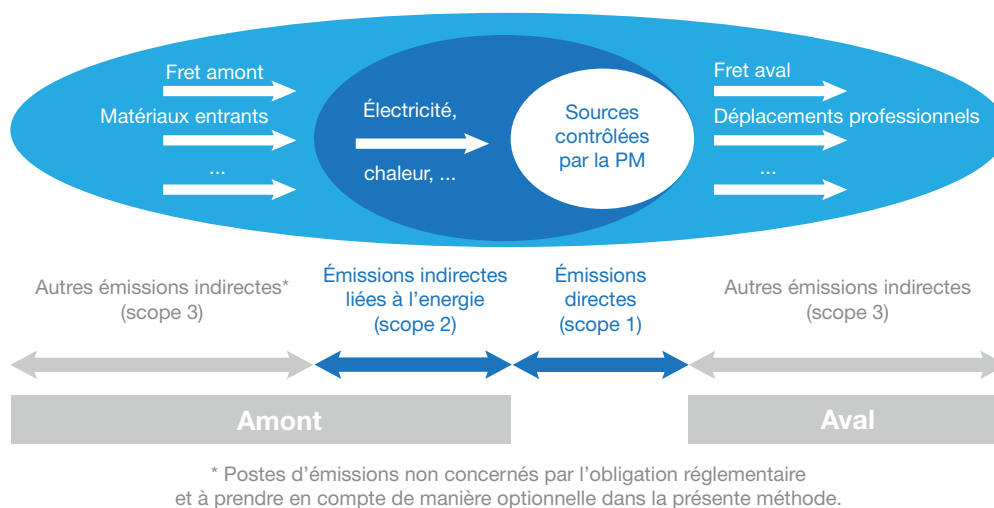 Fret amont
Matériaux entrants
...
Électricité,
chaleur, ...
Sources
contrôlées
par la PM
Fret aval
Déplacements professionnels
...
Autres émissions indirectes*
(scope 3)
Émissions indirectes
liées à l’energie
(scope 2)
Émissions
directes
(scope 1)
Autres émissions indirectes
(scope 3)
Amont
Aval
* Postes d’émissions non concernés par l’obligation réglementaire
et à prendre en compte de manière optionnelle dans la présente méthode.